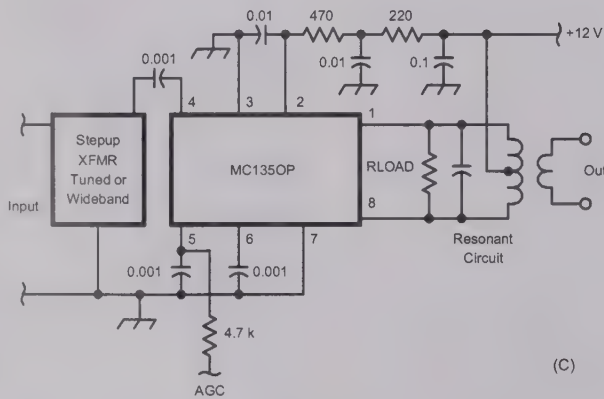 0.01
470
220
+12 V
0.001
0.01
0.1
4
3
2
1
Stepup
XFMR
Tuned or
Wideband
MC135OP
RLOAD
Input
Out
8
5
6
7
Resonant
Circuit
0.001
0.001
4.7 k
AGC
(C)